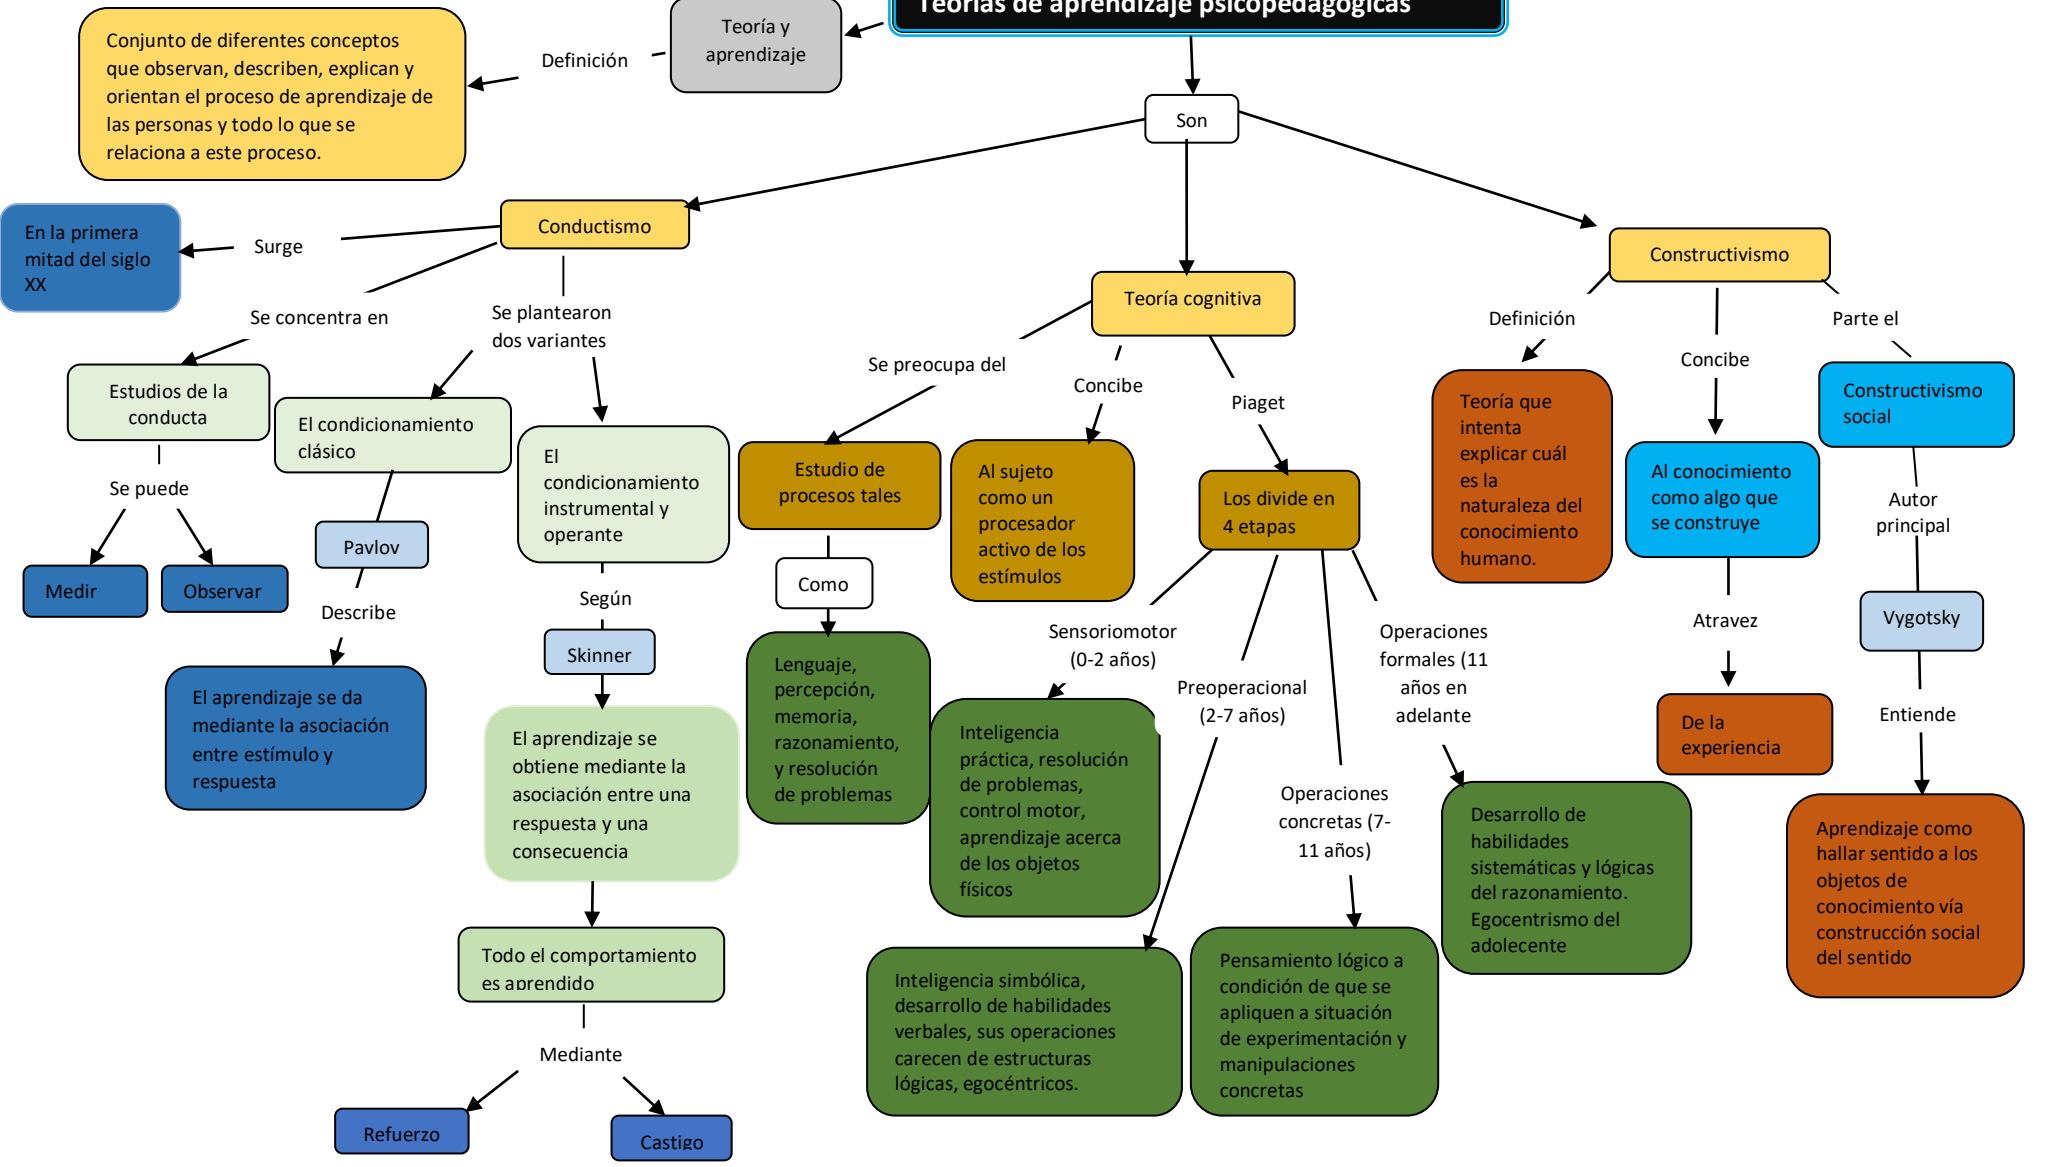 Teorías de aprendizaje psicopedagógicas
Teoría y
aprendizaje
Definición
Conjunto de diferentes conceptos
que observan, describen, explican y
orientan el proceso de aprendizaje de
las personas y todo lo que se
relaciona a este proceso.
Son
Conductismo
Surge
En la primera
mitad del siglo
XX
Se concentra en
Estudios de la
conducta
Se puede
Medir
Observar
Se plantearon
dos variantes
El condicionamiento
clásico
Pavlov
Describe
El aprendizaje se da
mediante la asociación
entre estímulo y
respuesta
El
condicionamiento
instrumental y
operante
Según
Skinner
El aprendizaje se
obtiene mediante la
asociación entre una
respuesta y una
consecuencia
Todo el comportamiento
es aprendido
Mediante
Refuerzo
Castigo
Teoría cognitiva
Se preocupa del
Estudio de
procesos tales
Como
Lenguaje,
percepción,
memoria,
razonamiento,
y resolución
de problemas
Concibe
Al sujeto
como un
procesador
activo de los
estímulos
Piaget
Los divide en
4 etapas
Sensoriomotor
(0-2 años)
Inteligencia
práctica, resolución
de problemas,
control motor,
aprendizaje acerca
de los objetos
físicos
Preoperacional
(2-7 años)
Inteligencia simbólica,
desarrollo de habilidades
verbales, sus operaciones
carecen de estructuras
lógicas, egocéntricos.
Operaciones
concretas (7-
11 años)
Pensamiento lógico a
condición de que se
apliquen a situación
de experimentación y
manipulaciones
concretas
Operaciones
formales (11
años en
adelante
Desarrollo de
habilidades
sistemáticas y lógicas
del razonamiento.
Egocentrismo del
adolecente
Constructivismo
Definición
Teoría que
intenta
explicar cuál
es la
naturaleza del
conocimiento
humano.
Concibe
Al conocimiento
como algo que
se construye
Atravez
De la
experiencia
Parte el
Constructivismo
social
Autor
principal
Vygotsky
Entiende
Aprendizaje como
hallar sentido a los
objetos de
conocimiento vía
construcción social
del sentido